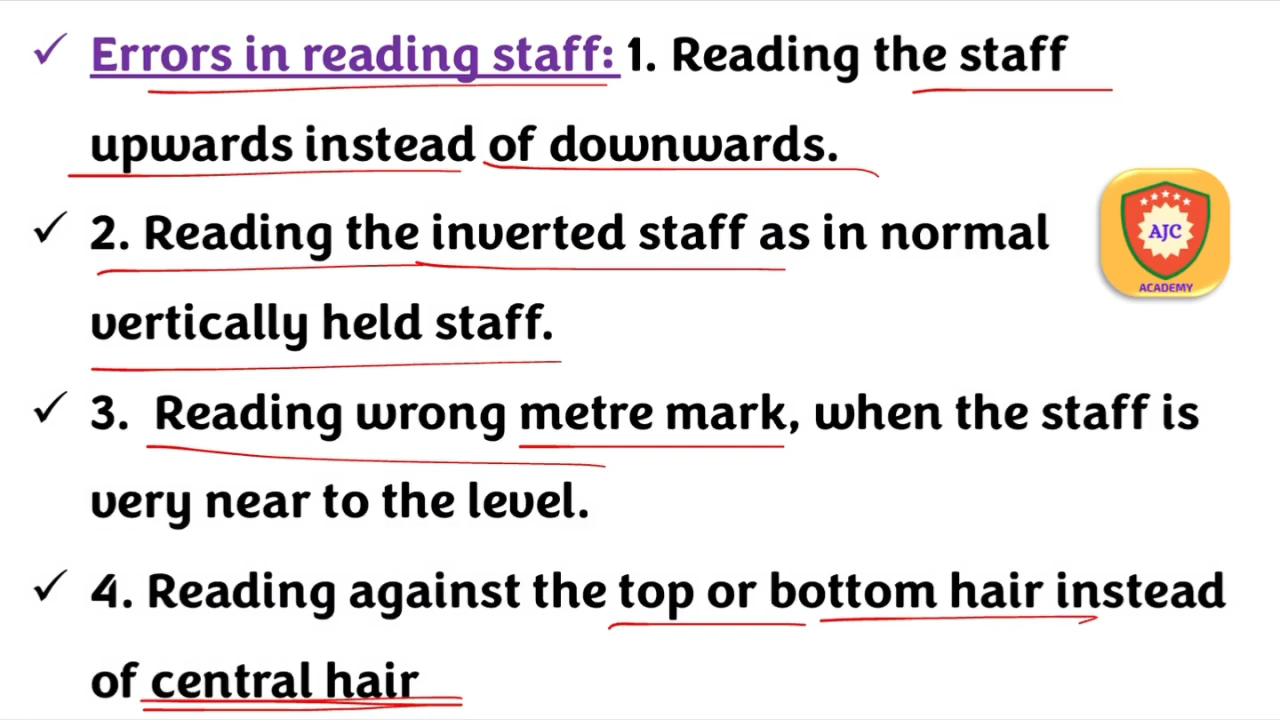 ✓ Errors in reading staff: 1. Reading the staff
upwards instead of downwards.
✓ 2. Reading the inverted staff as in normal
vertically held staff.
✓ 3. Reading wrong metre mark, when the staff is
very near to the level.
✓ 4. Reading against the top or bottom hair instead
of central hair
AJC
ACADEMY